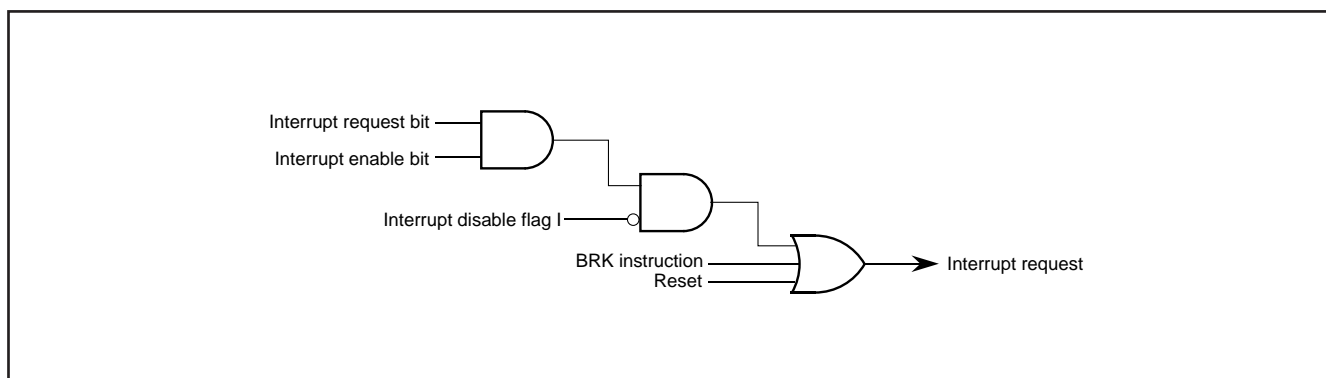 Interrupt request bit
Interrupt enable bit
Interrupt disable flag I
BRK instruction
Reset
Interrupt request